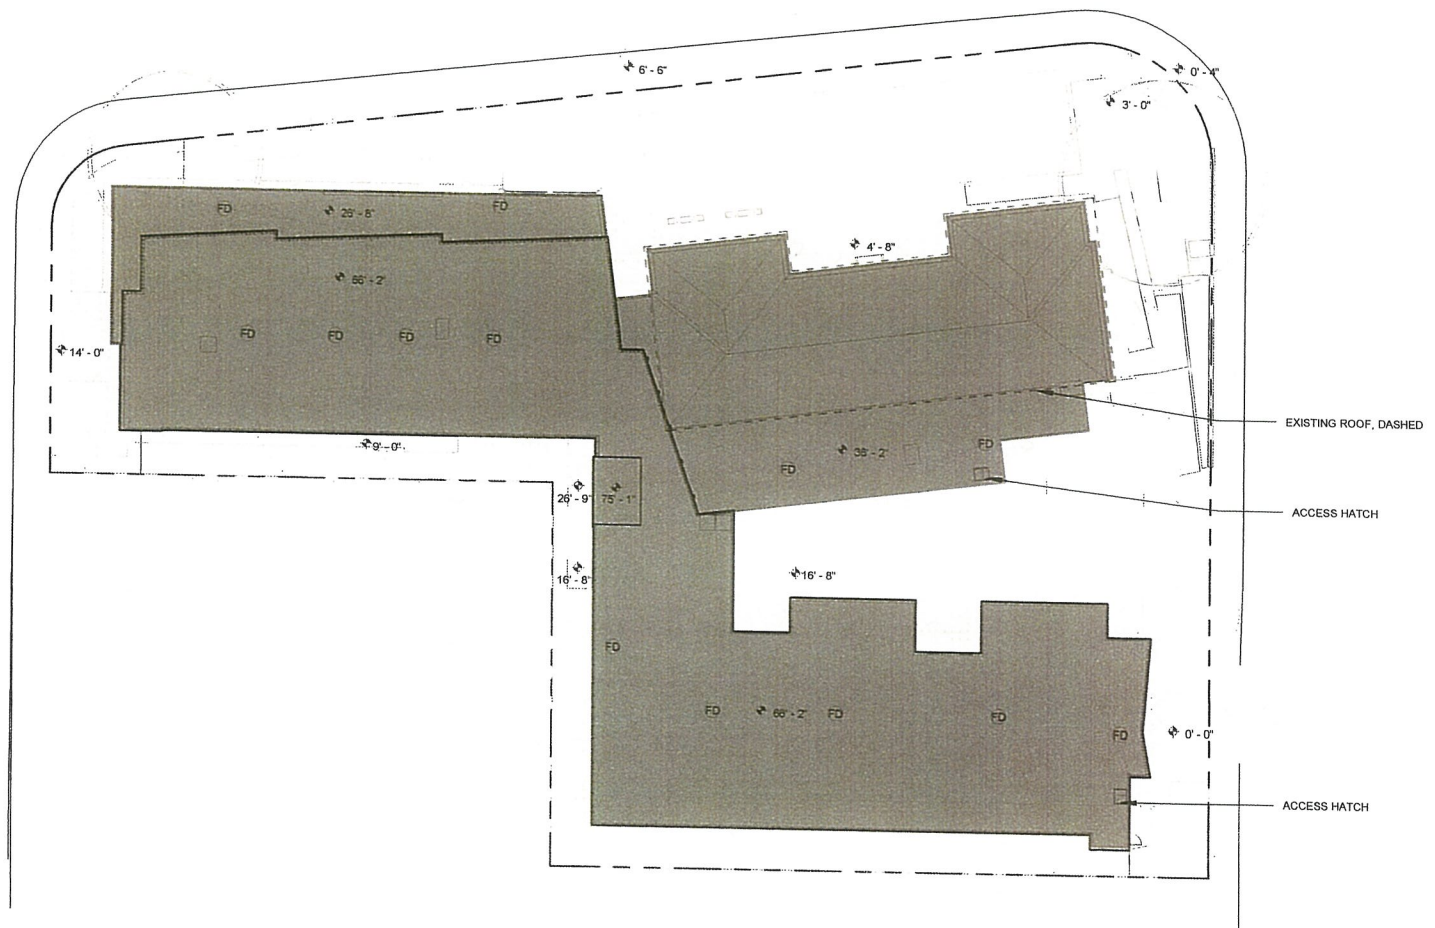 6' - 6"
0' - 4"
3' - 0"
FD
26' - 8"
FD
4' - 8"
66' - 2"
FD
FD
FD
FD
14' - 0"
EXISTING ROOF, DASHED
9' - 0"
FD
38' - 2"
FD
26' - 9"
75' - 1"
ACCESS HATCH
16' - 8"
16' - 8"
FD
FD
66' - 2"
FD
FD
FD
0' - 0"
ACCESS HATCH